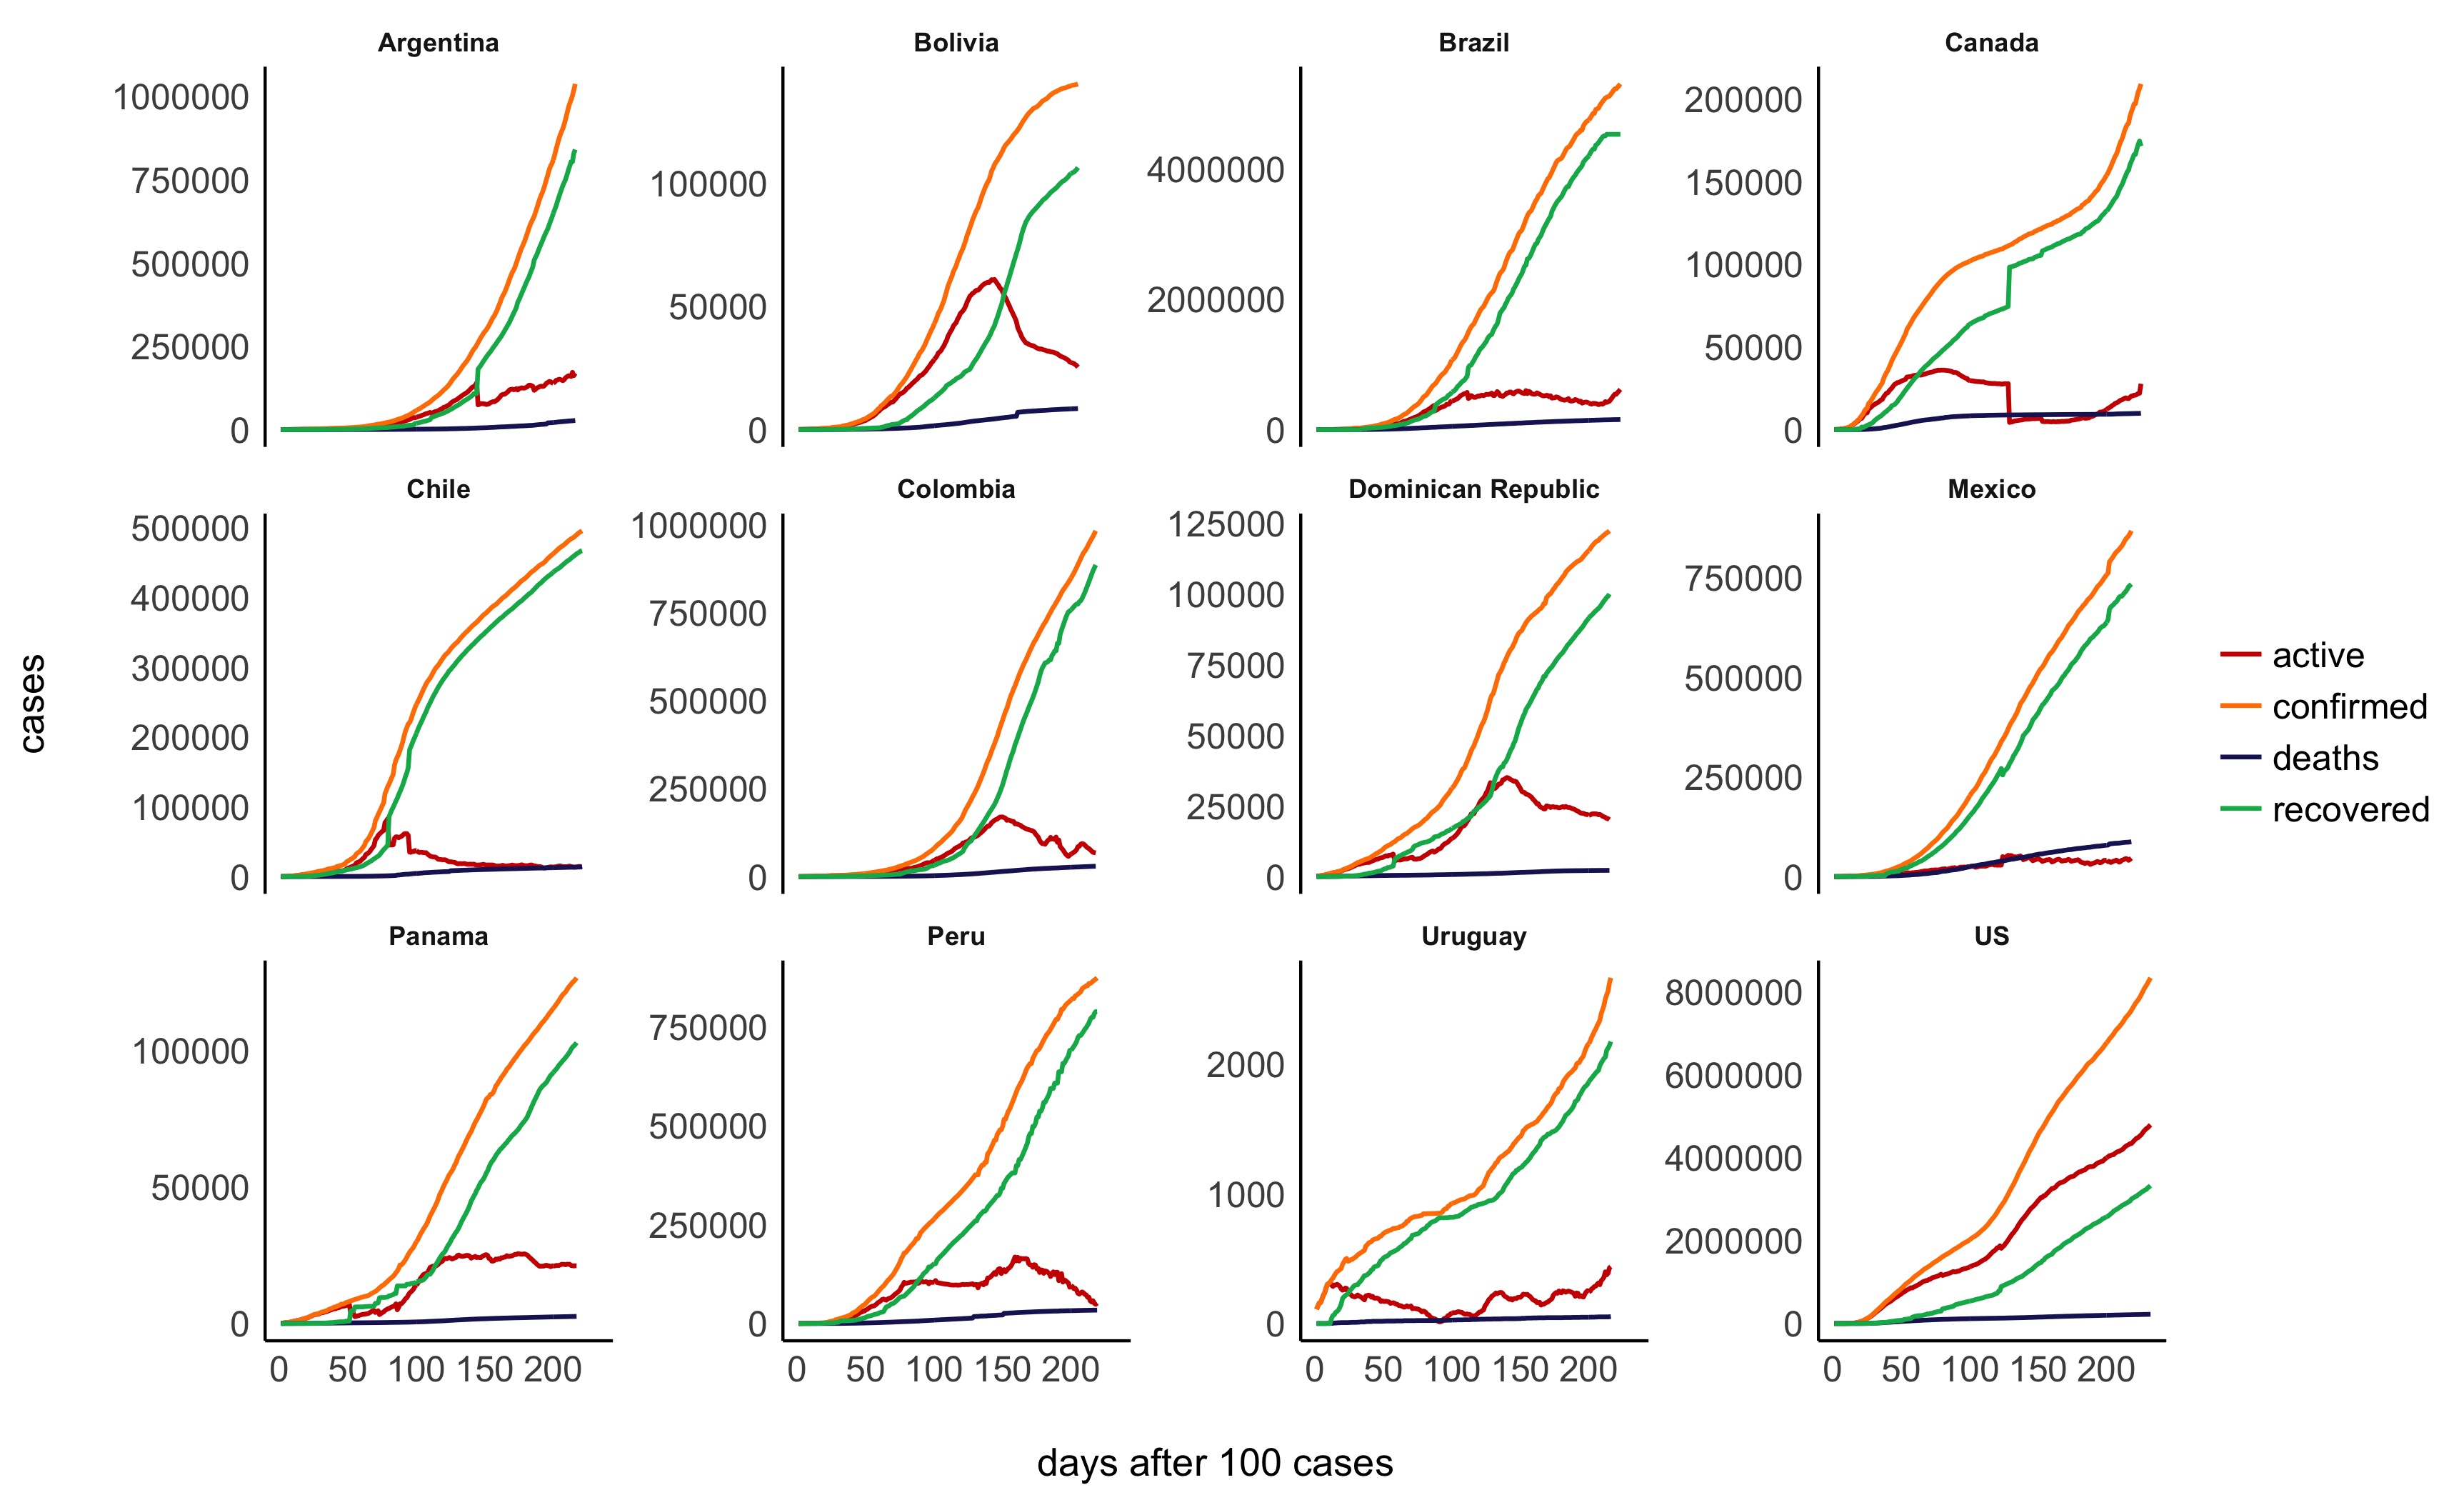 Argentina
Bolivia
Brazil
Canada
1000000
750000
500000
250000
0
100000
50000
0
4000000
2000000
0
200000
150000
100000
50000
0
Chile
Colombia
Dominican Republic
Mexico
500000
400000
300000
200000
100000
0
1000000
750000
500000
250000
0
125000
100000
75000
50000
25000
0
750000
500000
250000
0
Panama
Peru
Uruguay
US
100000
50000
0
750000
500000
250000
0
2000
1000
0
8000000
6000000
4000000
2000000
0
0 50 100 150 200
0 50 100 150 200
0 50 100 150 200
0 50 100 150 200
cases
days after 100 cases
active
confirmed
deaths
recovered